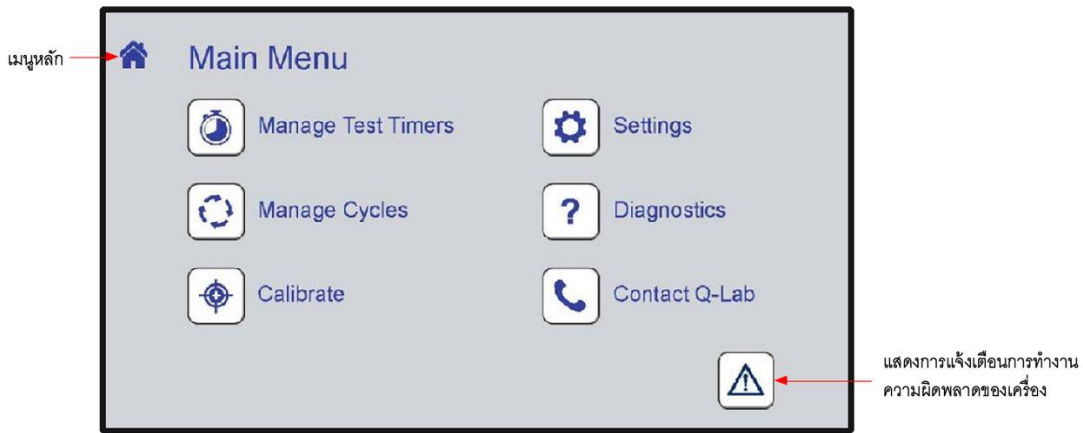 เมนูหลัก
Main Menu
Manage Test Timers
Settings
Manage Cycles
?
Diagnostics
Calibrate
Contact Q-Lab
แสดงการแจ้งเตือนการทำงาน
ความผิดพลาดของเครื่อง